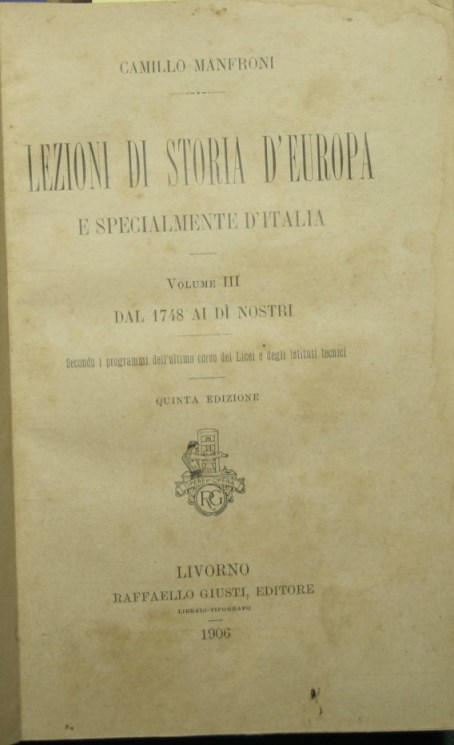 CAMILLO MANFRONI
LEZIONI DI STORIA D'EUROPA
E SPECIALMENTE D'ITALIA
VOLUME III
DAL 1748 AI DÌ NOSTRI
Secondo i programmi dell'ultimo corso dei Licei e degli istituti tecnici
QUINTA EDIZIONE
RG
LIVORNO
RAFFAELLO GIUSTI, EDITORE
LIBRAIO-TIPOGRAFO
1906